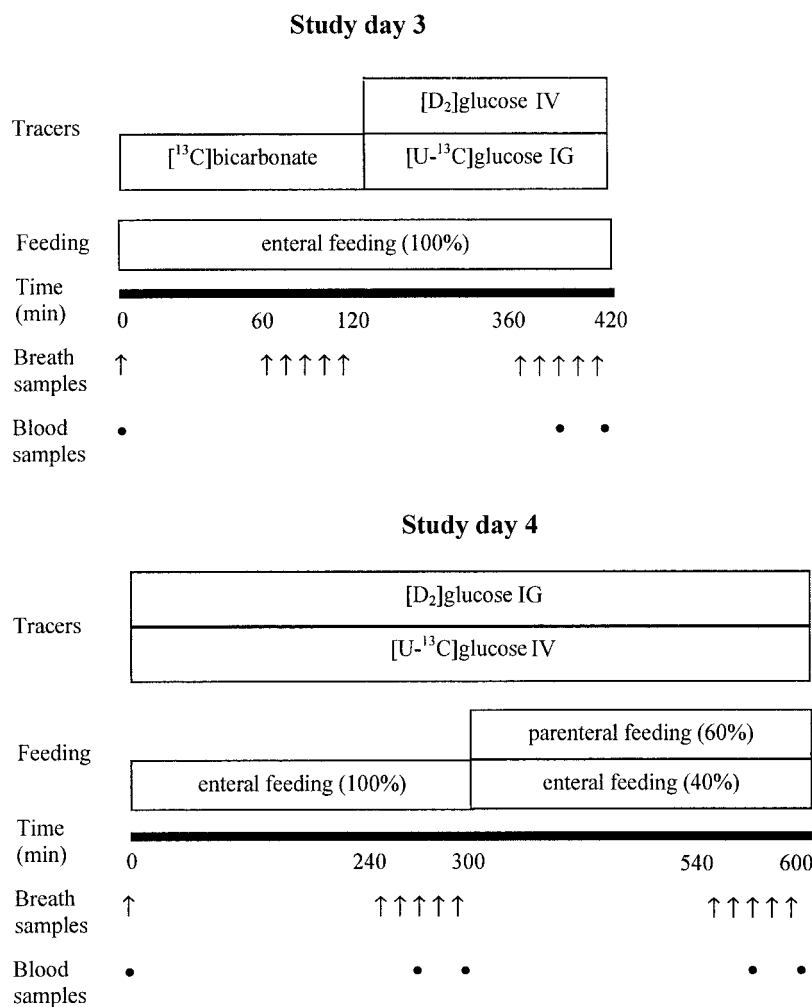 Study day 3
Tracers
[D₂]glucose IV
[¹³C]bicarbonate
[U-¹³C]glucose IG
Feeding
enteral feeding (100%)
Time
(min)
0 60 120 360 420
Breath
samples
↑ ↑ ↑ ↑ ↑ ↑ ↑ ↑ ↑ ↑ ↑
Blood
samples
• • •
Study day 4
Tracers
[D₂]glucose IG
[U-¹³C]glucose IV
Feeding
parenteral feeding (60%)
enteral feeding (100%)
enteral feeding (40%)
Time
(min)
0 240 300 540 600
Breath
samples
↑ ↑ ↑ ↑ ↑ ↑ ↑ ↑ ↑ ↑ ↑
Blood
samples
• • • • •